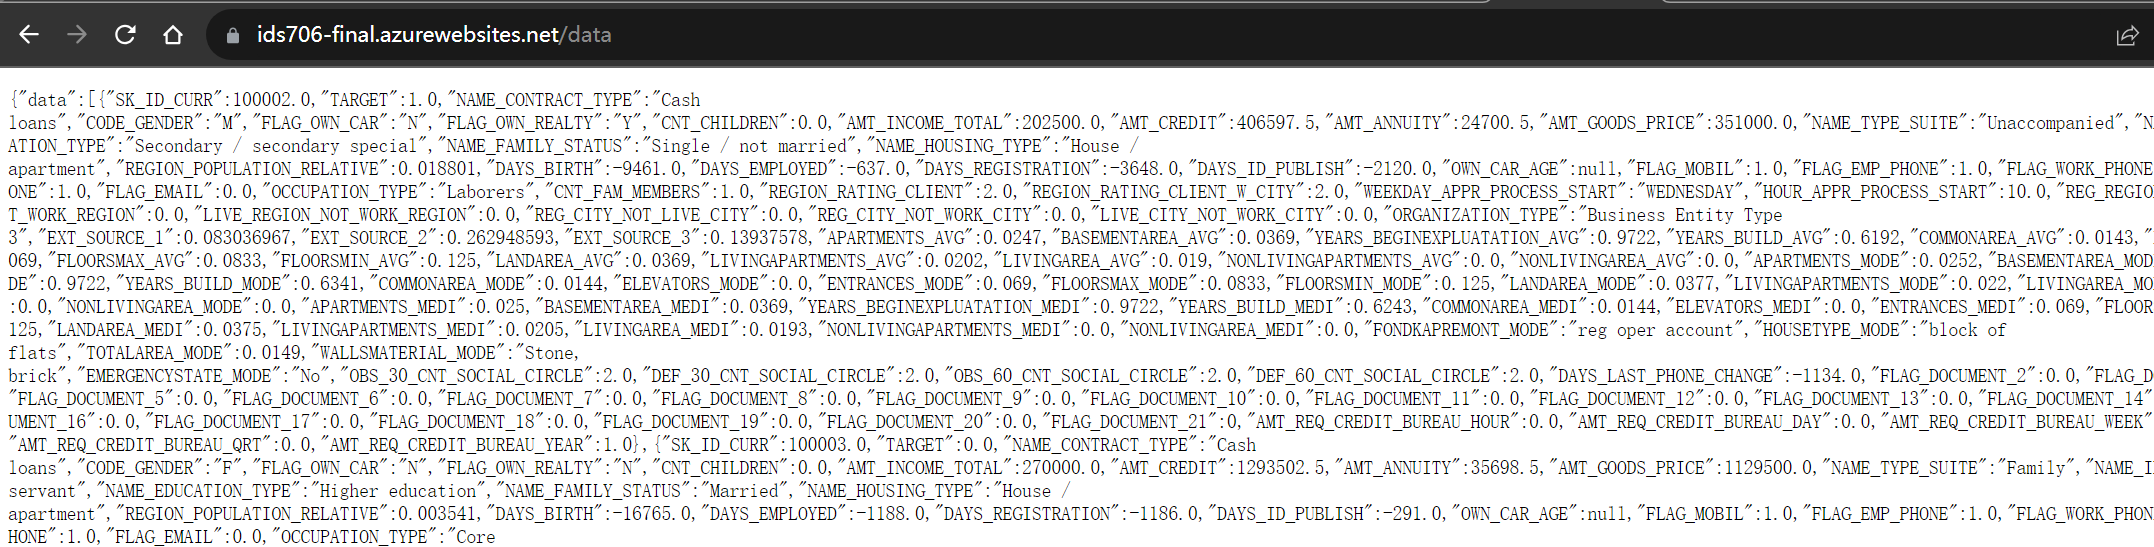 ids706-final.azurewebsites.net/data
{"data":[{"SK_ID_CURR":100002.0,"TARGET":1.0,"NAME_CONTRACT_TYPE":"Cash
loans","CODE_GENDER":"M","FLAG_OWN_CAR":"N","FLAG_OWN_REALTY":"Y","CNT_CHILDREN":0.0,"AMT_INCOME_TOTAL":202500.0,"AMT_CREDIT":406597.5,"AMT_ANNUITY":24700.5,"AMT_GOODS_PRICE":351000.0,"NAME_TYPE_SUITE":"Unaccompanied","N
ATION_TYPE":"Secondary / secondary special","NAME_FAMILY_STATUS":"Single / not married","NAME_HOUSING_TYPE":"House /
apartment","REGION_POPULATION_RELATIVE":0.018801,"DAYS_BIRTH":-9461.0,"DAYS_EMPLOYED":-637.0,"DAYS_REGISTRATION":-3648.0,"DAYS_ID_PUBLISH":-2120.0,"OWN_CAR_AGE":null,"FLAG_MOBIL":1.0,"FLAG_EMP_PHONE":1.0,"FLAG_WORK_PHONE
ONE":1.0,"FLAG_EMAIL":0.0,"OCCUPATION_TYPE":"Laborers","CNT_FAM_MEMBERS":1.0,"REGION_RATING_CLIENT":2.0,"REGION_RATING_CLIENT_W_CITY":2.0,"WEEKDAY_APPR_PROCESS_START":"WEDNESDAY","HOUR_APPR_PROCESS_START":10.0,"REG_REGIO
T_WORK_REGION":0.0,"LIVE_REGION_NOT_WORK_REGION":0.0,"REG_CITY_NOT_LIVE_CITY":0.0,"REG_CITY_NOT_WORK_CITY":0.0,"LIVE_CITY_NOT_WORK_CITY":0.0,"ORGANIZATION_TYPE":"Business Entity Type
3","EXT_SOURCE_1":0.083036967,"EXT_SOURCE_2":0.262948593,"EXT_SOURCE_3":0.13937578,"APARTMENTS_AVG":0.0247,"BASEMENTAREA_AVG":0.0369,"YEARS_BEGINEXPLUATATION_AVG":0.9722,"YEARS_BUILD_AVG":0.6192,"COMMONAREA_AVG":0.0143,"
069,"FLOORSMAX_AVG":0.0833,"FLOORSMIN_AVG":0.125,"LANDAREA_AVG":0.0369,"LIVINGAPARTMENTS_AVG":0.0202,"LIVINGAREA_AVG":0.019,"NONLIVINGAPARTMENTS_AVG":0.0,"NONLIVINGAREA_AVG":0.0,"APARTMENTS_MODE":0.0252,"BASEMENTAREA_MOD
DE":0.9722,"YEARS_BUILD_MODE":0.6341,"COMMONAREA_MODE":0.0144,"ELEVATORS_MODE":0.0,"ENTRANCES_MODE":0.069,"FLOORSMAX_MODE":0.0833,"FLOORSMIN_MODE":0.125,"LANDAREA_MODE":0.0377,"LIVINGAPARTMENTS_MODE":0.022,"LIVINGAREA_MO
:0.0,"NONLIVINGAREA_MODE":0.0,"APARTMENTS_MEDI":0.025,"BASEMENTAREA_MEDI":0.0369,"YEARS_BEGINEXPLUATATION_MEDI":0.9722,"YEARS_BUILD_MEDI":0.6243,"COMMONAREA_MEDI":0.0144,"ELEVATORS_MEDI":0.0,"ENTRANCES_MEDI":0.069,"FLOOR
125,"LANDAREA_MEDI":0.0375,"LIVINGAPARTMENTS_MEDI":0.0205,"LIVINGAREA_MEDI":0.0193,"NONLIVINGAPARTMENTS_MEDI":0.0,"NONLIVINGAREA_MEDI":0.0,"FONDKAPREMONT_MODE":"reg oper account","HOUSETYPE_MODE":"block of
flats","TOTALAREA_MODE":0.0149,"WALLSMATERIAL_MODE":"Stone,
brick","EMERGENCYSTATE_MODE":"No","OBS_30_CNT_SOCIAL_CIRCLE":2.0,"DEF_30_CNT_SOCIAL_CIRCLE":2.0,"OBS_60_CNT_SOCIAL_CIRCLE":2.0,"DEF_60_CNT_SOCIAL_CIRCLE":2.0,"DAYS_LAST_PHONE_CHANGE":-1134.0,"FLAG_DOCUMENT_2":0.0,"FLAG_D
"FLAG_DOCUMENT_5":0.0,"FLAG_DOCUMENT_6":0.0,"FLAG_DOCUMENT_7":0.0,"FLAG_DOCUMENT_8":0.0,"FLAG_DOCUMENT_9":0.0,"FLAG_DOCUMENT_10":0.0,"FLAG_DOCUMENT_11":0.0,"FLAG_DOCUMENT_12":0.0,"FLAG_DOCUMENT_13":0.0,"FLAG_DOCUMENT_14"
UMENT_16":0.0,"FLAG_DOCUMENT_17":0.0,"FLAG_DOCUMENT_18":0.0,"FLAG_DOCUMENT_19":0.0,"FLAG_DOCUMENT_20":0.0,"FLAG_DOCUMENT_21":0,"AMT_REQ_CREDIT_BUREAU_HOUR":0.0,"AMT_REQ_CREDIT_BUREAU_DAY":0.0,"AMT_REQ_CREDIT_BUREAU_WEEK"
"AMT_REQ_CREDIT_BUREAU_QRT":0.0,"AMT_REQ_CREDIT_BUREAU_YEAR":1.0},{"SK_ID_CURR":100003.0,"TARGET":0.0,"NAME_CONTRACT_TYPE":"Cash
loans","CODE_GENDER":"F","FLAG_OWN_CAR":"N","FLAG_OWN_REALTY":"N","CNT_CHILDREN":0.0,"AMT_INCOME_TOTAL":270000.0,"AMT_CREDIT":1293502.5,"AMT_ANNUITY":35698.5,"AMT_GOODS_PRICE":1129500.0,"NAME_TYPE_SUITE":"Family","NAME_I
servant","NAME_EDUCATION_TYPE":"Higher education","NAME_FAMILY_STATUS":"Married","NAME_HOUSING_TYPE":"House /
apartment","REGION_POPULATION_RELATIVE":0.003541,"DAYS_BIRTH":-16765.0,"DAYS_EMPLOYED":-1188.0,"DAYS_REGISTRATION":-1186.0,"DAYS_ID_PUBLISH":-291.0,"OWN_CAR_AGE":null,"FLAG_MOBIL":1.0,"FLAG_EMP_PHONE":1.0,"FLAG_WORK_PHON
HONE":1.0,"FLAG_EMAIL":0.0,"OCCUPATION_TYPE":"Core